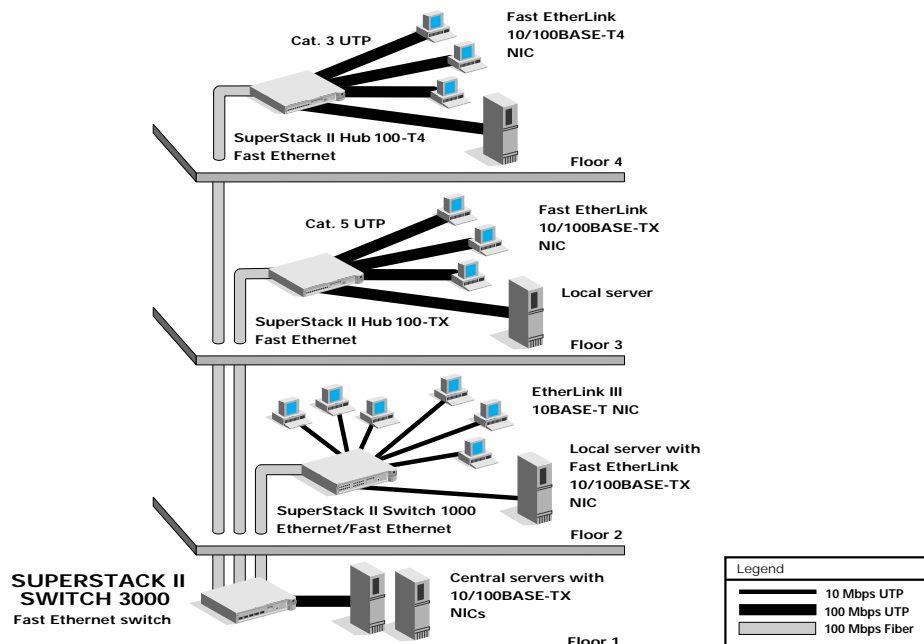 Cat. 3 UTP
Fast EtherLink
10/100BASE-T4
NIC
SuperStack II Hub 100-T4
Fast Ethernet
Floor 4
Cat. 5 UTP
Fast EtherLink
10/100BASE-TX
NIC
Local server
SuperStack II Hub 100-TX
Fast Ethernet
Floor 3
EtherLink III
10BASE-T NIC
Local server with
Fast EtherLink
10/100BASE-TX
NIC
SuperStack II Switch 1000
Ethernet/Fast Ethernet
Floor 2
SUPERSTACK II
SWITCH 3000
Fast Ethernet switch
Central servers with
10/100BASE-TX
NICs
Floor 1
Legend
10 Mbps UTP
100 Mbps UTP
100 Mbps Fiber